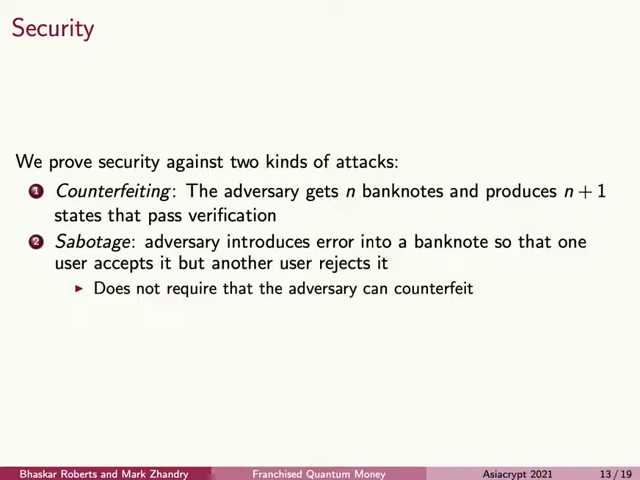 Security
We prove security against two kinds of attacks:
1 Counterfeiting: The adversary gets n banknotes and produces n + 1
states that pass verification
2 Sabotage: adversary introduces error into a banknote so that one
user accepts it but another user rejects it
▶ Does not require that the adversary can counterfeit
Bhaskar Roberts and Mark Zhandry Franchised Quantum Money Asiacrypt 2021 13 / 19